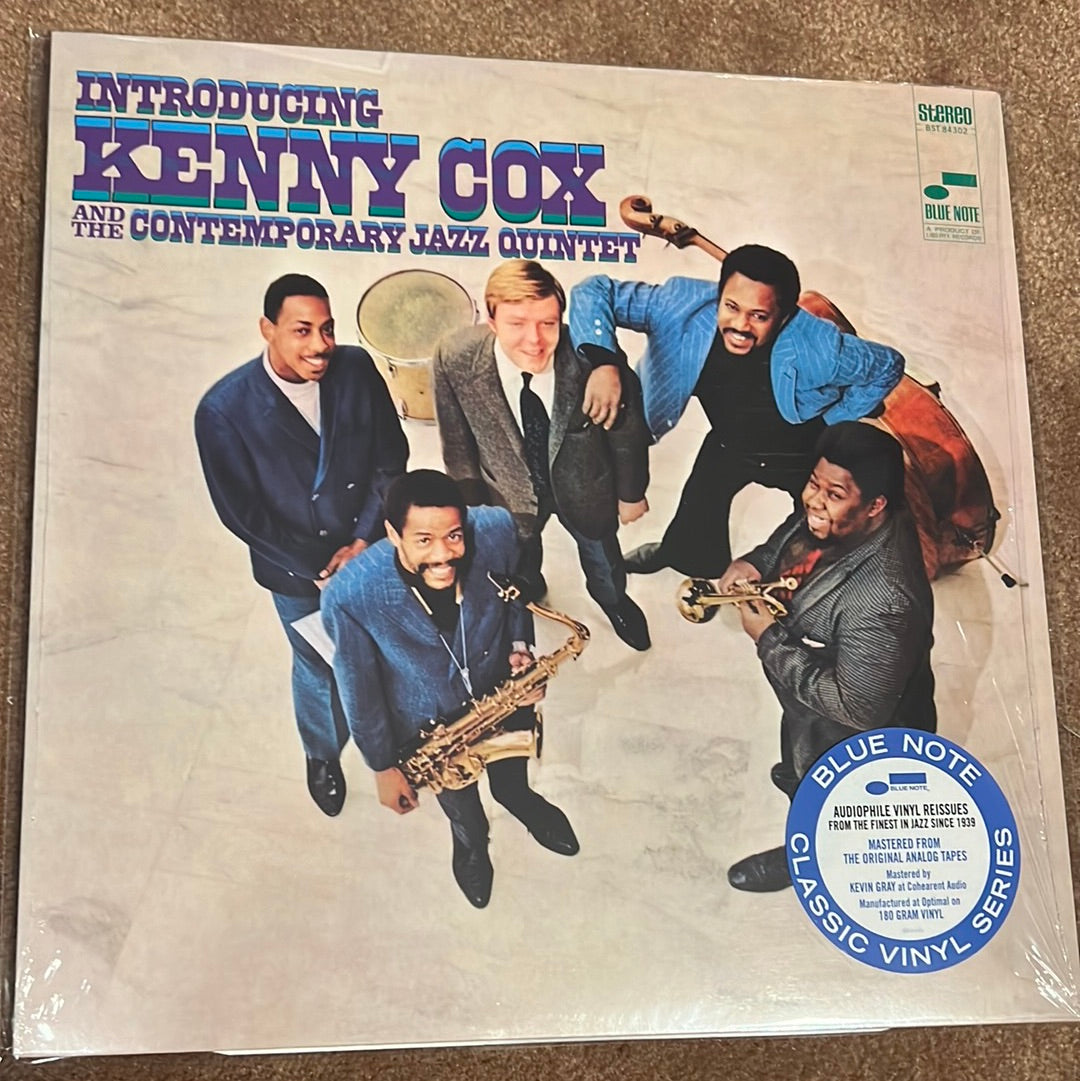 INTRODUCING
KENNY COX
AND THE CONTEMPORARY JAZZ QUINTET
STEREO
BST 84302
BLUE NOTE
A PRODUCT OF
LIBERTY RECORDS
BLUE NOTE
BLUE NOTE
AUDIOPHILE VINYL REISSUES
FROM THE FINEST IN JAZZ SINCE 1939
MASTERED FROM
THE ORIGINAL ANALOG TAPES
Mastered by
KEVIN GRAY at Cohearent Audio
Manufactured at Optimal on
180 GRAM VINYL
CLASSIC VINYL SERIES